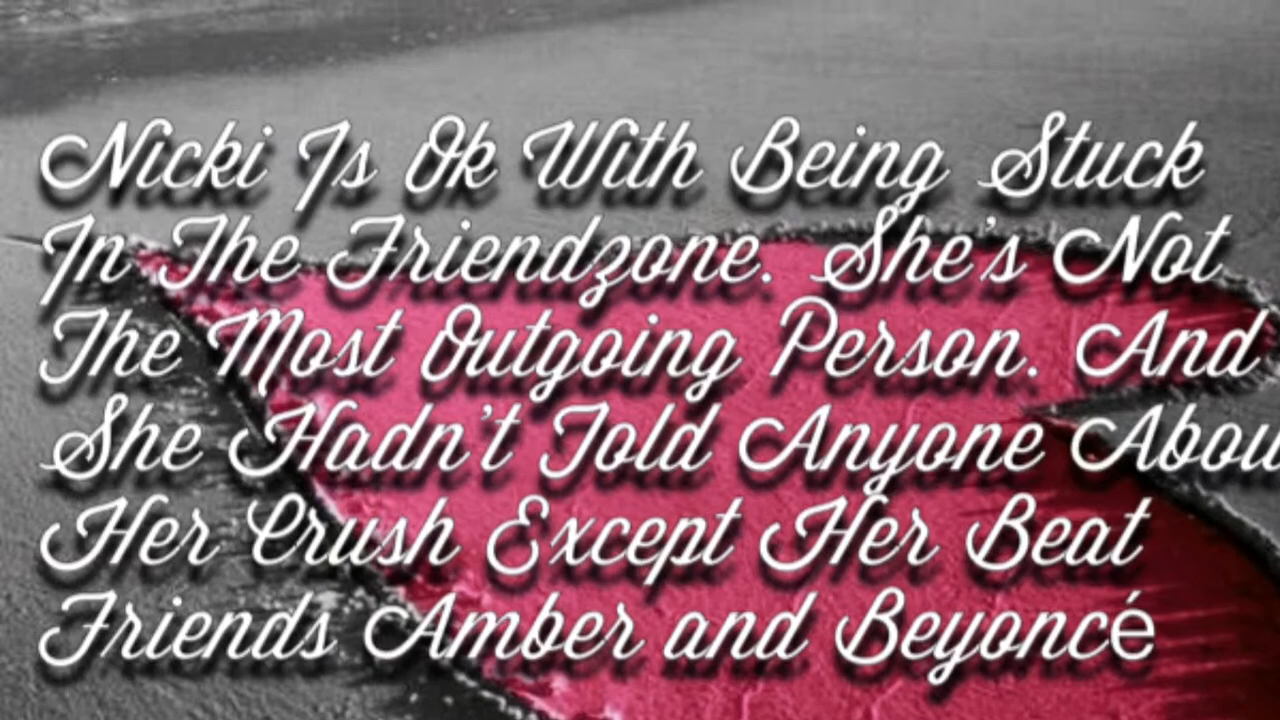 Nicki Is Ok With Being Stuck
In The Friendzone. She's Not
The Most Outgoing Person. And
She Hadn't Told Anyone Abou
Her Crush Except Her Beat
Friends Amber and Beyoncé